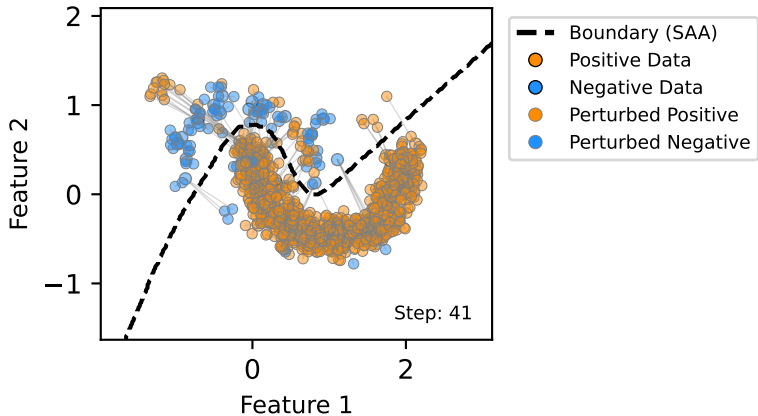 2
1
0
−1
Feature 2
0
2
Feature 1
Step: 41
Boundary (SAA)
Positive Data
Negative Data
Perturbed Positive
Perturbed Negative